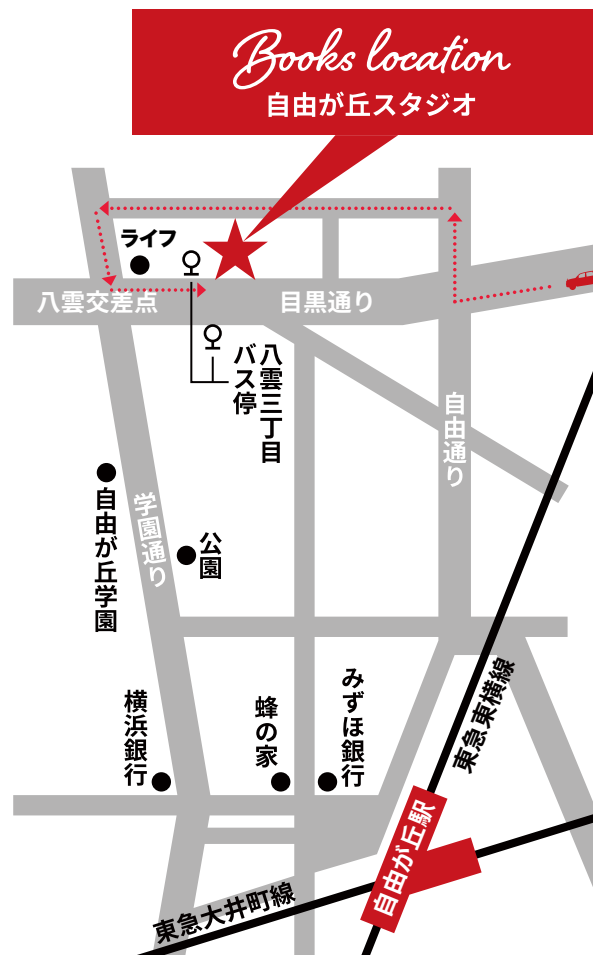 Books location
自由が丘スタジオ
ライフ
八雲交差点
目黒通り
八雲三丁目
バス停
自由通り
自由が丘学園
学園通り
公園
横浜銀行
蜂の家
みずほ銀行
東急東横線
自由が丘駅
東急大井町線